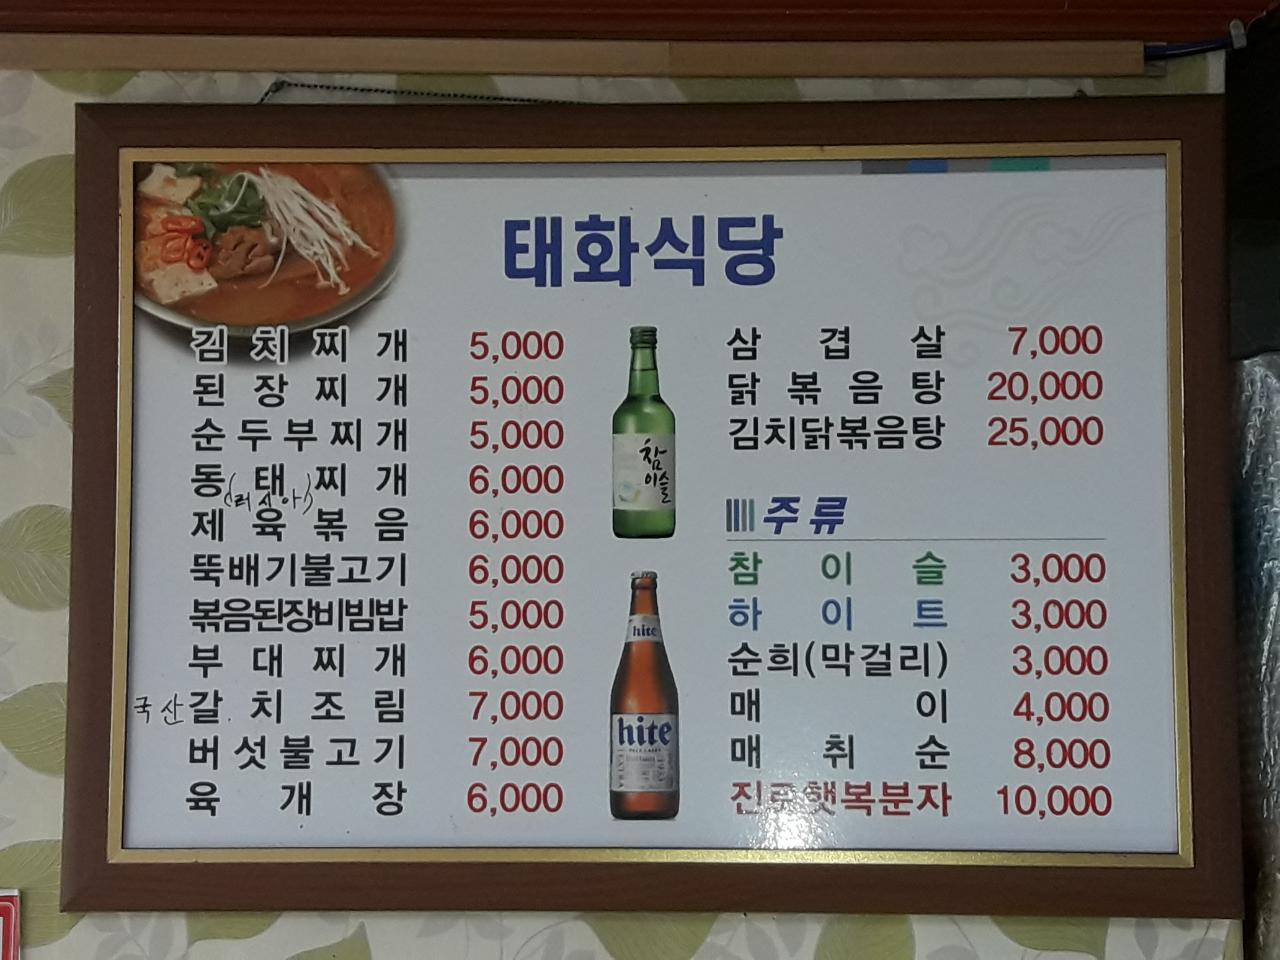 태화식당
김치찌개 5,000
된장찌개 5,000
순두부찌개 5,000
동태찌개 6,000
(러시아)
제육볶음 6,000
뚝배기불고기 6,000
볶음된장비빔밥 5,000
부대찌개 6,000
국산 갈치조림 7,000
버섯불고기 7,000
육개장 6,000
참이슬
hite
hite
삼겹살 7,000
닭볶음탕 20,000
김치닭볶음탕 25,000
주류
참이슬 3,000
하이트 3,000
순희(막걸리) 3,000
매이 4,000
매취순 8,000
진로햇복분자 10,000